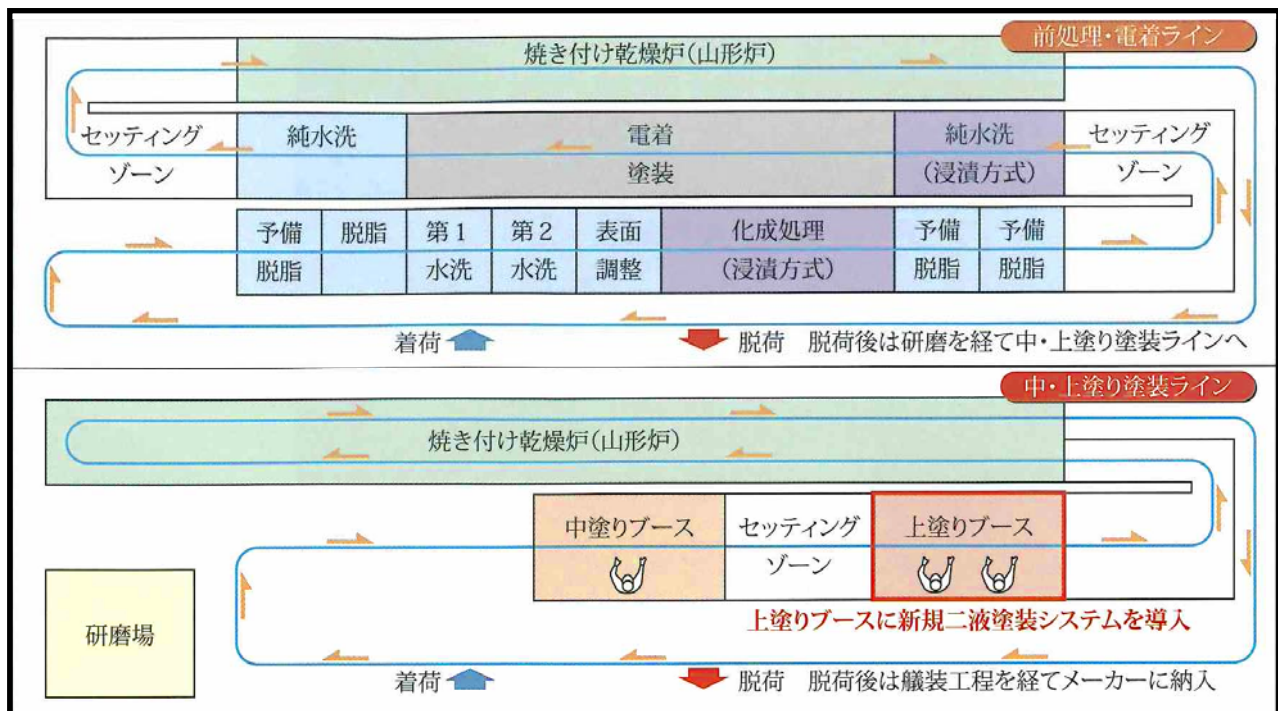 前処理・電着ライン
焼き付け乾燥炉(山形炉)
セッティング
ゾーン
純水洗
電着
塗装
純水洗
(浸漬方式)
セッティング
ゾーン
予備
脱脂
脱脂
第1
水洗
第2
水洗
表面
調整
化成処理
(浸漬方式)
予備
脱脂
予備
脱脂
着荷
脱荷 脱荷後は研磨を経て中・上塗り塗装ラインへ
中・上塗り塗装ライン
焼き付け乾燥炉(山形炉)
中塗りブース
セッティング
ゾーン
上塗りブース
上塗りブースに新規二液塗装システムを導入
研磨場
着荷
脱荷 脱荷後は艤装工程を経てメーカーに納入